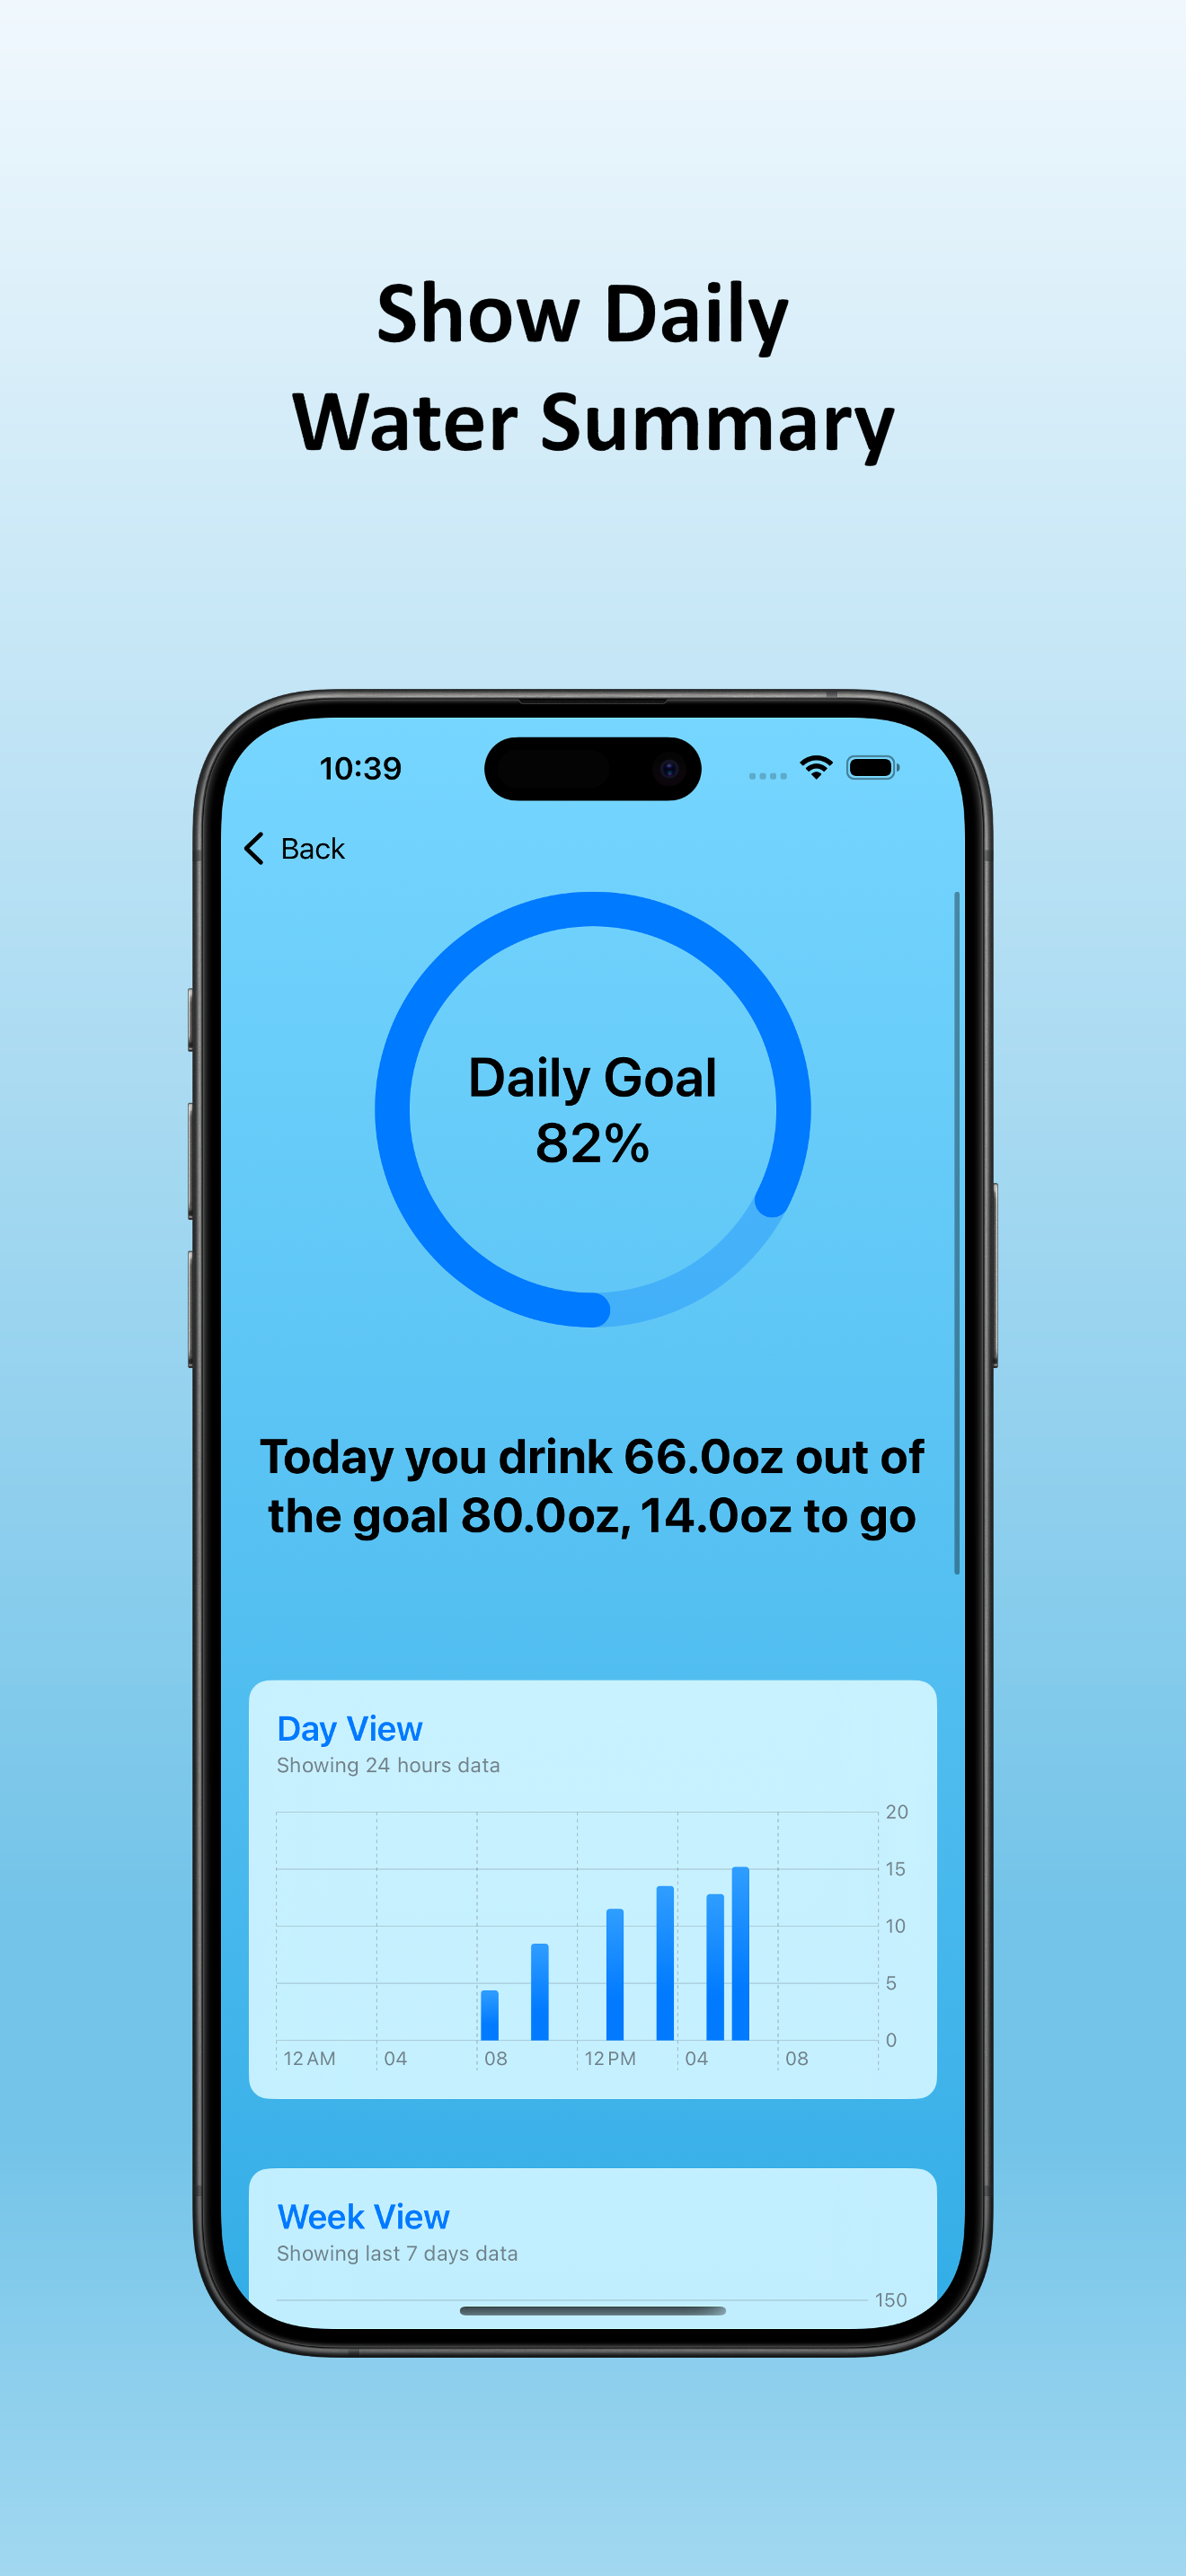 Show Daily
Water Summary
10:39
Back
Daily Goal
82%
Today you drink 66.0oz out of
the goal 80.0oz, 14.0oz to go
Day View
Showing 24 hours data
20
15
10
5
0
12 AM 04 08 12 PM 04 08
Week View
Showing last 7 days data
150